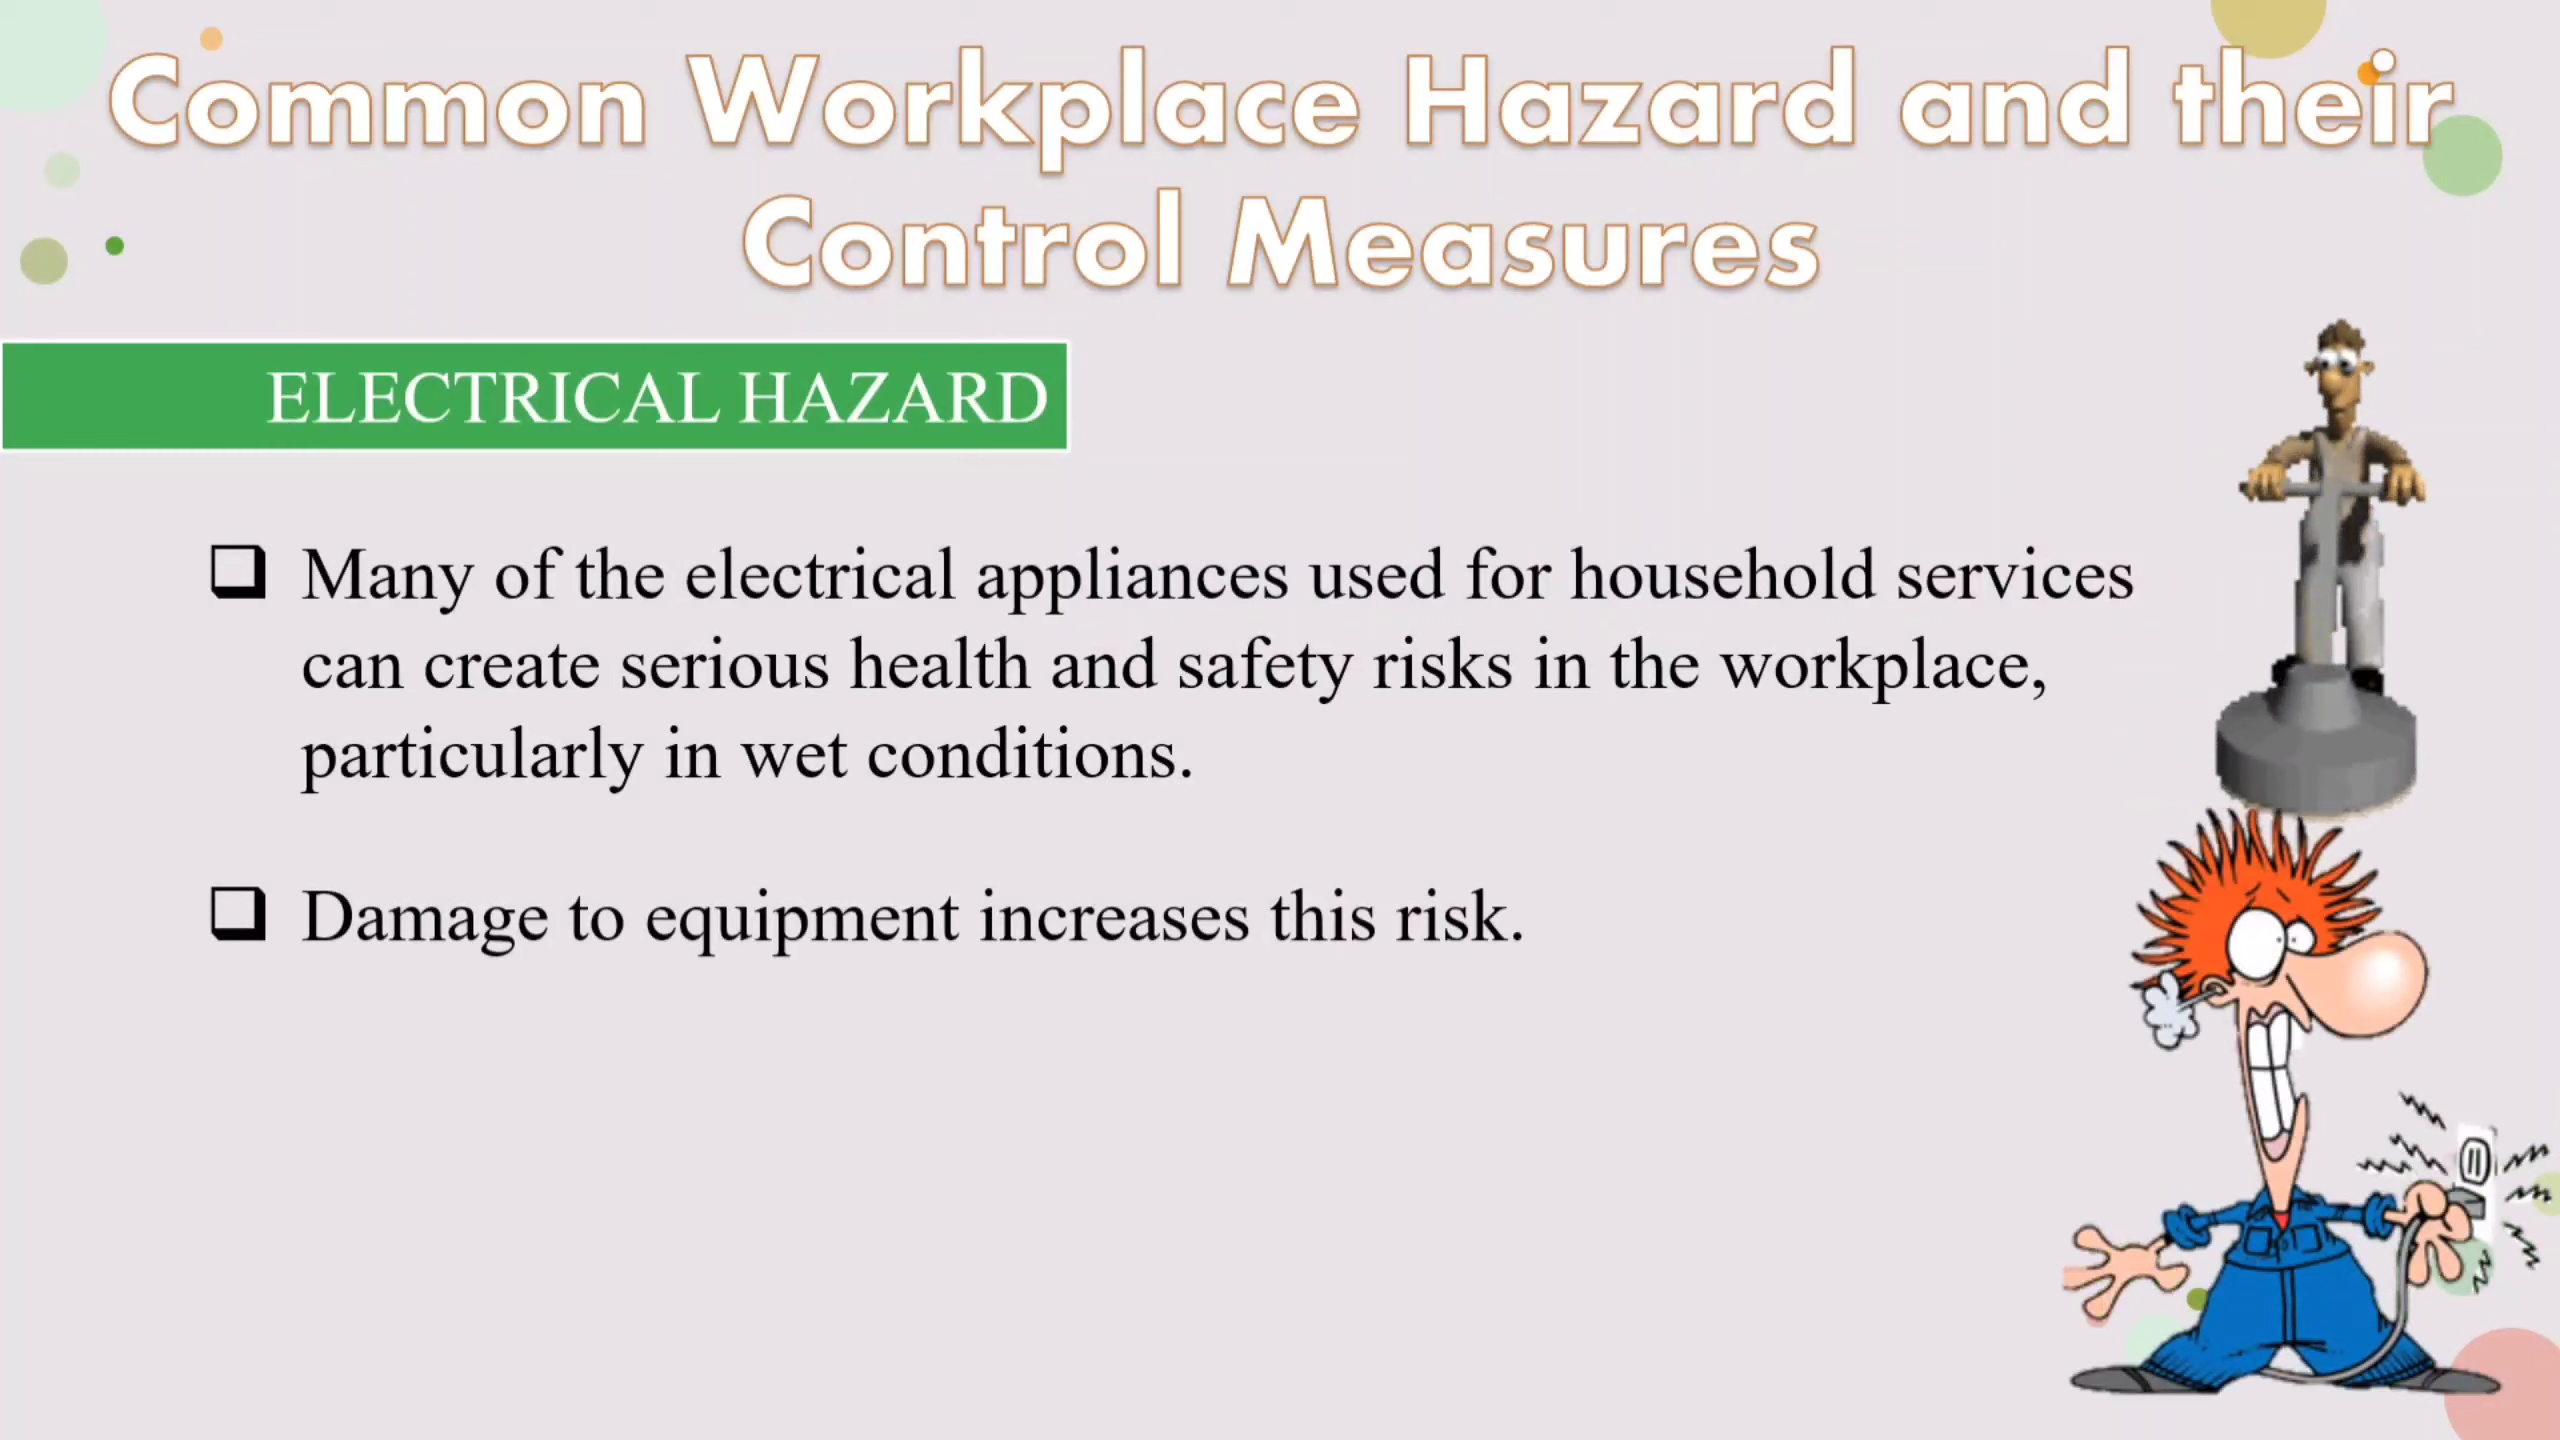 Common Workplace Hazard and their
Control Measures
ELECTRICAL HAZARD
Many of the electrical appliances used for household services
can create serious health and safety risks in the workplace,
particularly in wet conditions.
Damage to equipment increases this risk.